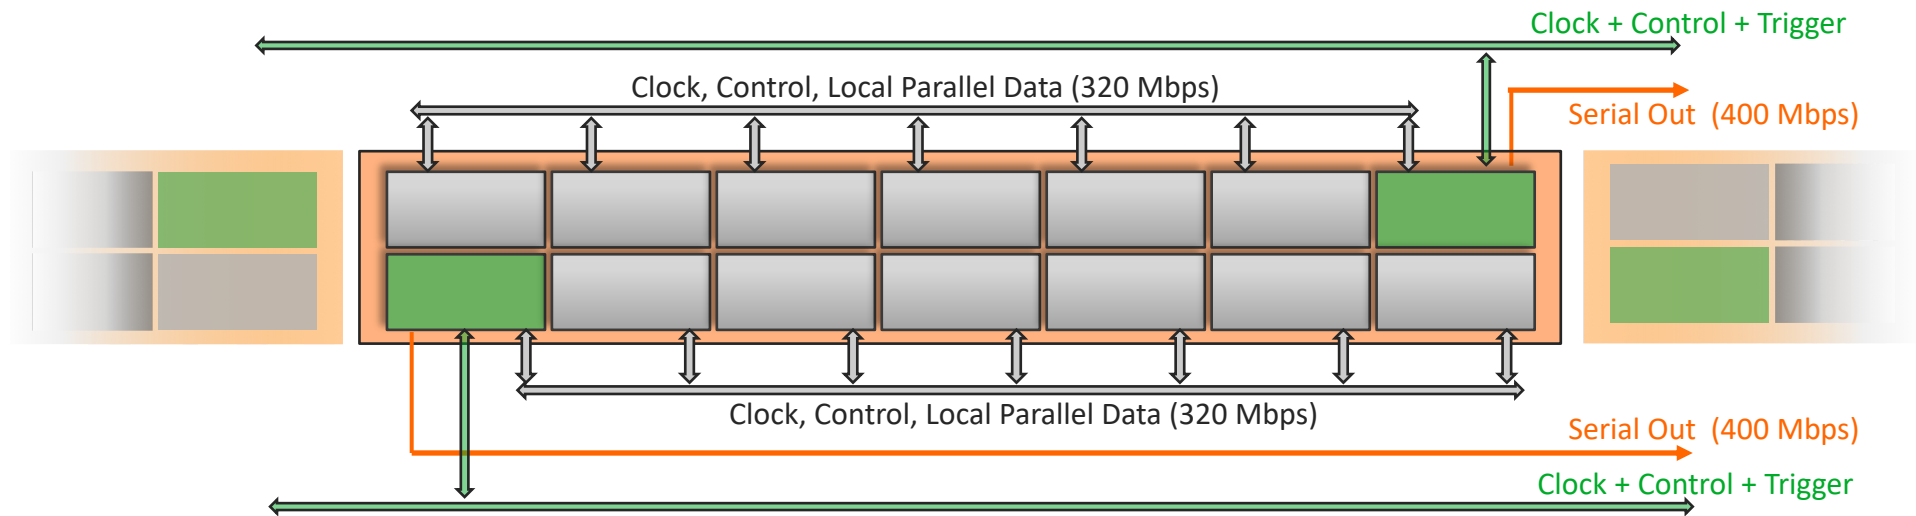 Clock + Control + Trigger
Clock, Control, Local Parallel Data (320 Mbps)
Serial Out  (400 Mbps)
Clock, Control, Local Parallel Data (320 Mbps)
Serial Out  (400 Mbps)
Clock + Control + Trigger